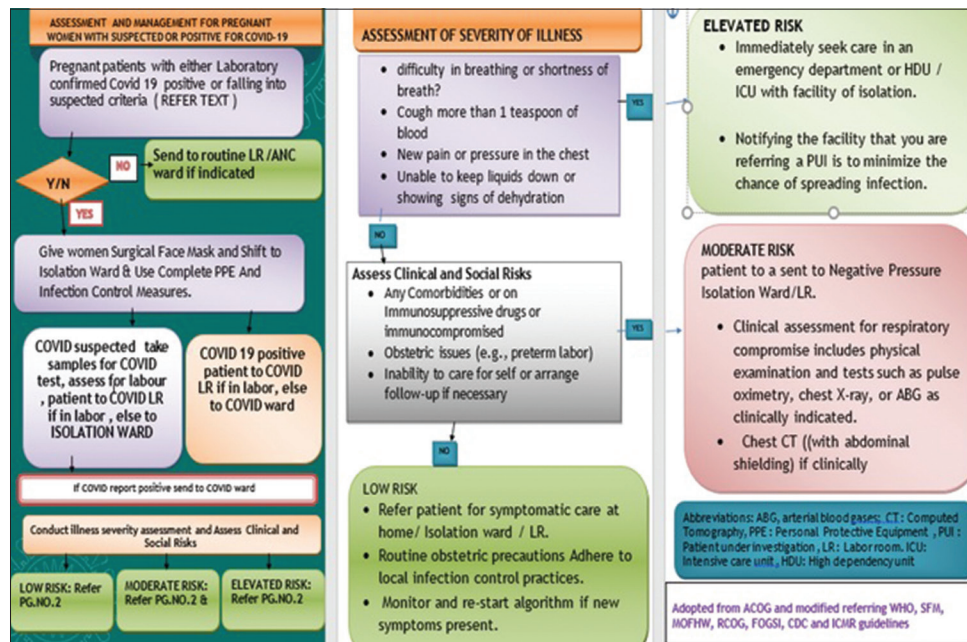 ASSESSMENT AND MANAGEMENT FOR PREGNANT
WOMEN WITH SUSPECTED OR POSITIVE FOR COVID-19
Pregnant patients with either Laboratory
confirmed Covid 19 positive or falling into
suspected criteria ( REFER TEXT )
Y/N
NO
Send to routine LR /ANC
ward if indicated
YES
Give women Surgical Face Mask and Shift to
Isolation Ward & Use Complete PPE And
Infection Control Measures.
COVID suspected take
samples for COVID
test, assess for labour
, patient to COVID LR
if in labor , else to
ISOLATION WARD
COVID 19 positive
patient to COVID
LR if in labor, else
to COVID ward
If COVID report positive send to COVID ward
Conduct illness severity assessment and Assess Clinical and
Social Risks
LOW RISK: Refer
PG.NO.2
MODERATE RISK:
Refer PG.NO.2 &
ELEVATED RISK:
Refer PG.NO.2
ASSESSMENT OF SEVERITY OF ILLNESS
• difficulty in breathing or shortness of
breath?
• Cough more than 1 teaspoon of
blood
• New pain or pressure in the chest
• Unable to keep liquids down or
showing signs of dehydration
YES
NO
Assess Clinical and Social Risks
• Any Comorbidities or on
Immunosuppressive drugs or
immunocompromised
• Obstetric issues (e.g., preterm labor)
• Inability to care for self or arrange
follow-up if necessary
YES
NO
LOW RISK
• Refer patient for symptomatic care at
home/ Isolation ward / LR.
• Routine obstetric precautions Adhere to
local infection control practices.
• Monitor and re-start algorithm if new
symptoms present.
ELEVATED RISK
• Immediately seek care in an
emergency department or HDU /
ICU with facility of isolation.
• Notifying the facility that you are
referring a PUI is to minimize the
chance of spreading infection.
MODERATE RISK
patient to a sent to Negative Pressure
Isolation Ward/LR.
• Clinical assessment for respiratory
compromise includes physical
examination and tests such as pulse
oximetry, chest X-ray, or ABG as
clinically indicated.
• Chest CT ((with abdominal
shielding) if clinically
Abbreviations: ABG, arterial blood gases; CT: Computed
Tomography, PPE : Personal Protective Equipment , PUI :
Patient under investigation , LR : Labor room. ICU:
Intensive care unit , HDU: High dependency unit
Adopted from ACOG and modified referring WHO, SFM,
MOFHW, RCOG, FOGSI, CDC and ICMR guidelines